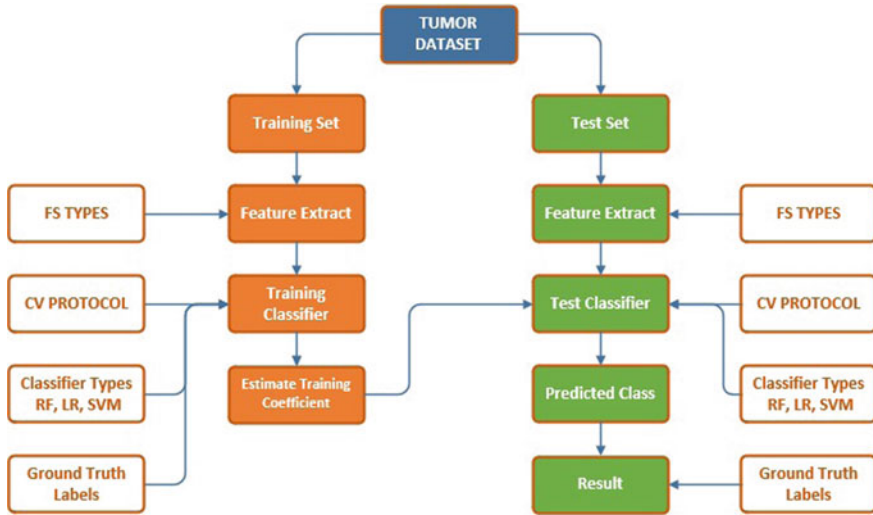 TUMOR
DATASET
Training Set
Test Set
FS TYPES
Feature Extract
Feature Extract
FS TYPES
CV PROTOCOL
Training
Classifier
Test Classifier
CV PROTOCOL
Classifier Types
RF, LR, SVM
Estimate Training
Coefficient
Predicted Class
Classifier Types
RF, LR, SVM
Ground Truth
Labels
Result
Ground Truth
Labels